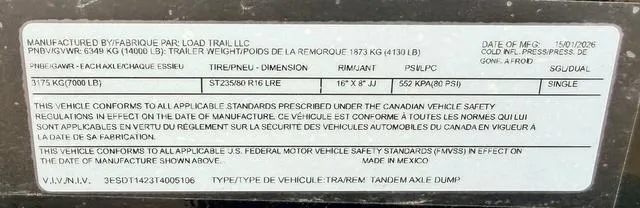 MANUFACTURED BY/FABRIQUE PAR: LOAD TRAIL LLC
DATE OF MFG: 15/01/2026
PNBV/GVWR: 6349 KG (14000 LB): TRAILER WEIGHT/POIDS DE LA REMORQUE 1873 KG (4130 LB)
COLD INFL. PRESS/PRESS. DE GONF. A FROID
PNBE/GAWR - EACH AXLE/CHAQUE ESSIEU TIRE/PNEU - DIMENSION RIM/JANT PSI/LPC SGL/DUAL
3175 KG(7000 LB) ST235/80 R16 LRE 16" X 8" JJ 552 KPA(80 PSI) SINGLE
THIS VEHICLE CONFORMS TO ALL APPLICABLE STANDARDS PRESCRIBED UNDER THE CANADIAN VEHICLE SAFETY
REGULATIONS IN EFFECT ON THE DATE OF MANUFACTURE. CE VÉHICULE EST CONFORME À TOUTES LES NORMES QUI LUI
SONT APPLICABLES EN VERTU DU RÈGLEMENT SUR LA SÉCURITÉ DES VÉHICULES AUTOMOBILES DU CANADA EN VIGUEUR À
LA DATE DE SA FABRICATION.
THIS VEHICLE CONFORMS TO ALL APPLICABLE U.S. FEDERAL MOTOR VEHICLE SAFETY STANDARDS (FMVSS) IN EFFECT ON
THE DATE OF MANUFACTURE SHOWN ABOVE. MADE IN MEXICO
V.I.V./N.I.V. 3ESDT1423T4005106 TYPE/TYPE DE VEHICULE: TRA/REM TANDEM AXLE DUMP